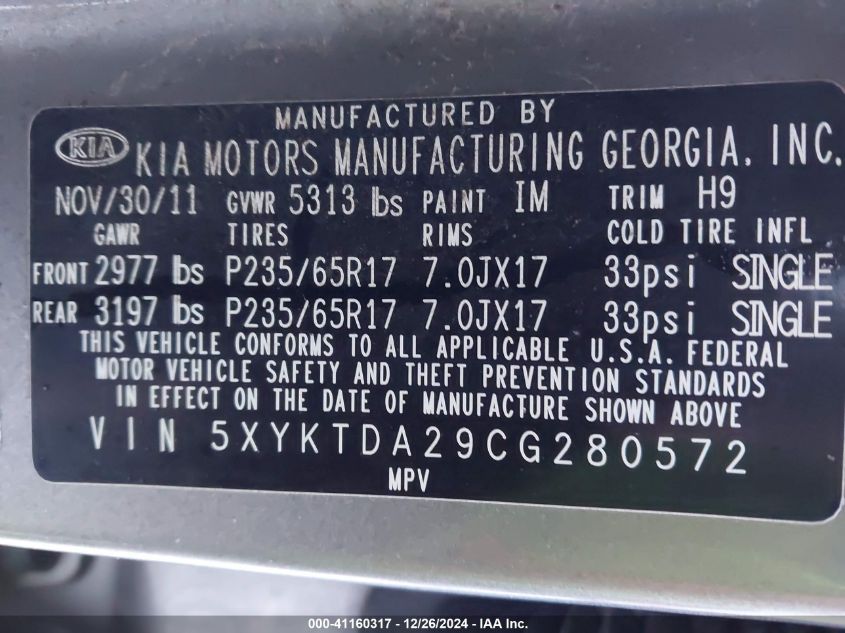 MANUFACTURED BY
KIA KIA MOTORS MANUFACTURING GEORGIA, INC.
NOV/30/11 GVWR 5313 lbs PAINT IM TRIM H9
GAWR TIRES RIMS COLD TIRE INFL
FRONT 2977 lbs P235/65R17 7.0JX17 33psi SINGLE
REAR 3197 lbs P235/65R17 7.0JX17 33psi SINGLE
THIS VEHICLE CONFORMS TO ALL APPLICABLE U.S.A. FEDERAL
MOTOR VEHICLE SAFETY AND THEFT PREVENTION STANDARDS
IN EFFECT ON THE DATE OF MANUFACTURE SHOWN ABOVE
VIN 5XYKTDA29CG280572
MPV
000-41160317 - 12/26/2024 - IAA Inc.